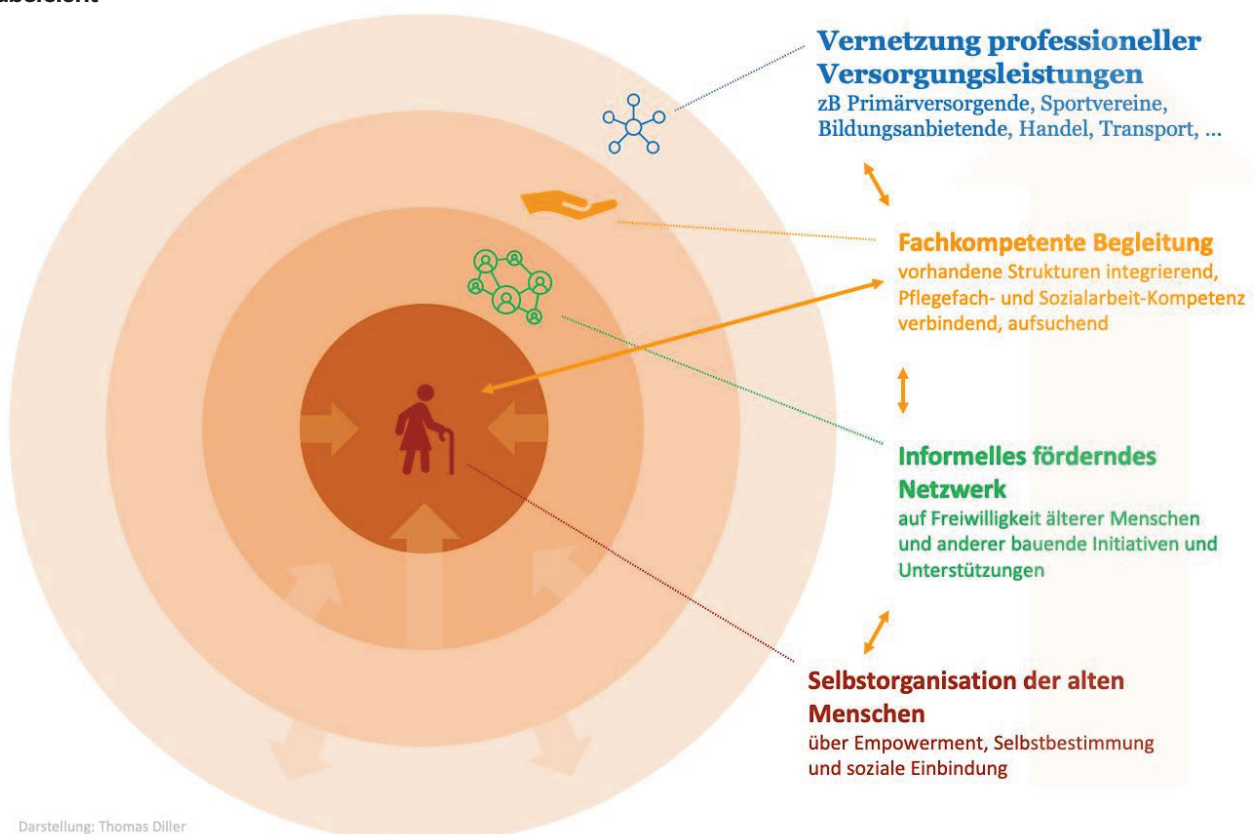 Vernetzung professioneller
Versorgungsleistungen
zB Primärversorgende, Sportvereine,
Bildungsanbietende, Handel, Transport, ...
Fachkompetente Begleitung
vorhandene Strukturen integrierend,
Pflegefach- und Sozialarbeit-Kompetenz
verbindend, aufsuchend
Informelles förderndes
Netzwerk
auf Freiwilligkeit älterer Menschen
und anderer bauende Initiativen und
Unterstützungen
Selbstorganisation der alten
Menschen
über Empowerment, Selbstbestimmung
und soziale Einbindung
Darstellung: Thomas Diller